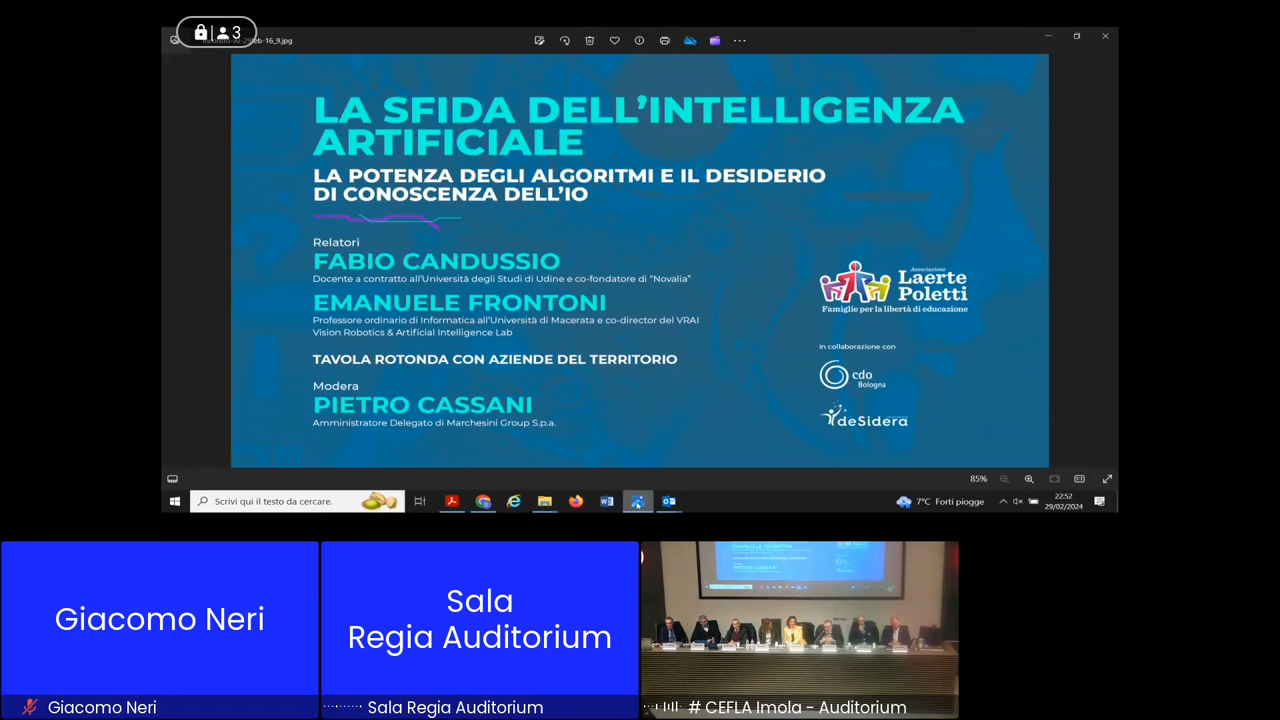 3
LA SFIDA DELL'INTELLIGENZA
ARTIFICIALE
LA POTENZA DEGLI ALGORITMI E IL DESIDERIO
DI CONOSCENZA DELL'IO
Relatori
FABIO CANDUSSIO
Docente a contratto all'Università degli Studi di Udine e co-fondatore di "Novalia"
EMANUELE FRONTONI
Professore ordinario di Informatica all'Università di Macerata e co-director del VRAI
Vision Robotics & Artificial Intelligence Lab
TAVOLA ROTONDA CON AZIENDE DEL TERRITORIO
Modera
PIETRO CASSANI
Amministratore Delegato di Marchesini Group S.p.a.
Associazione
Laerte
Poletti
Famiglie per la libertà di educazione
in collaborazione con
cdo
Bologna
deSidera
85%
Scrivi qui il testo da cercare.
7°C Forti piogge
22:52
29/02/2024
Giacomo Neri
Sala
Regia Auditorium
EMANUELE FRONTONI
PIETRO CASSANI
Giacomo Neri
Sala Regia Auditorium
# CEFLA Imola - Auditorium